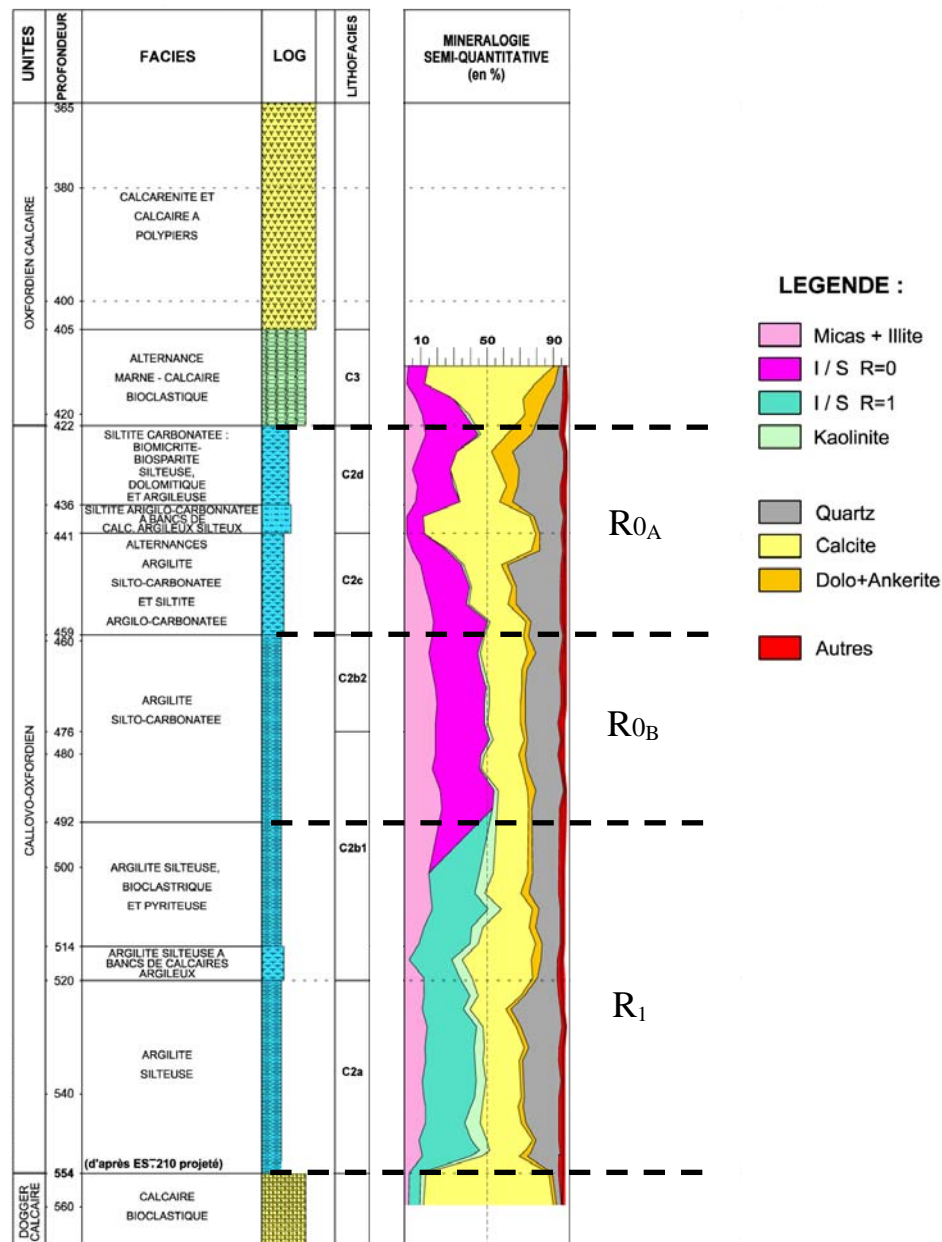 UNITES
PROFONDEUR
FACIES
LOG
LITHOFACIES
MINERALOGIE
SEMI-QUANTITATIVE
(en %)
365
380
400
405
420
422
436
441
459
460
476
480
492
500
514
520
540
554
560
OXFORDIEN CALCAIRE
CALLOVO-OXFORDIEN
DOGGER
CALCAIRE
CALCARENITE ET
CALCAIRE A
POLYPIERS
ALTERNANCE
MARNE - CALCAIRE
BIOCLASTIQUE
SILTITE CARBONATEE :
BIOMICRITE-
BIOSPARITE
SILTEUSE,
DOLOMITIQUE
ET ARGILEUSE
SILTITE ARIGILO-CARBONNATEE
A BANCS DE
CALC. ARGILEUX SILTEUX
ALTERNANCES
ARGILITE
SILTO-CARBONATEE
ET SILTITE
ARGILO-CARBONATEE
ARGILITE
SILTO-CARBONATEE
ARGILITE SILTEUSE,
BIOCLASTRIQUE
ET PYRITEUSE
ARGILITE SILTEUSE A
BANCS DE CALCAIRES
ARGILEUX
ARGILITE
SILTEUSE
(d'après EST210 projeté)
CALCAIRE
BIOCLASTIQUE
C3
C2d
C2c
C2b2
C2b1
C2a
10 50 90
R0A
R0B
R1
LEGENDE :
Micas + Illite
I / S R=0
I / S R=1
Kaolinite
Quartz
Calcite
Dolo+Ankerite
Autres